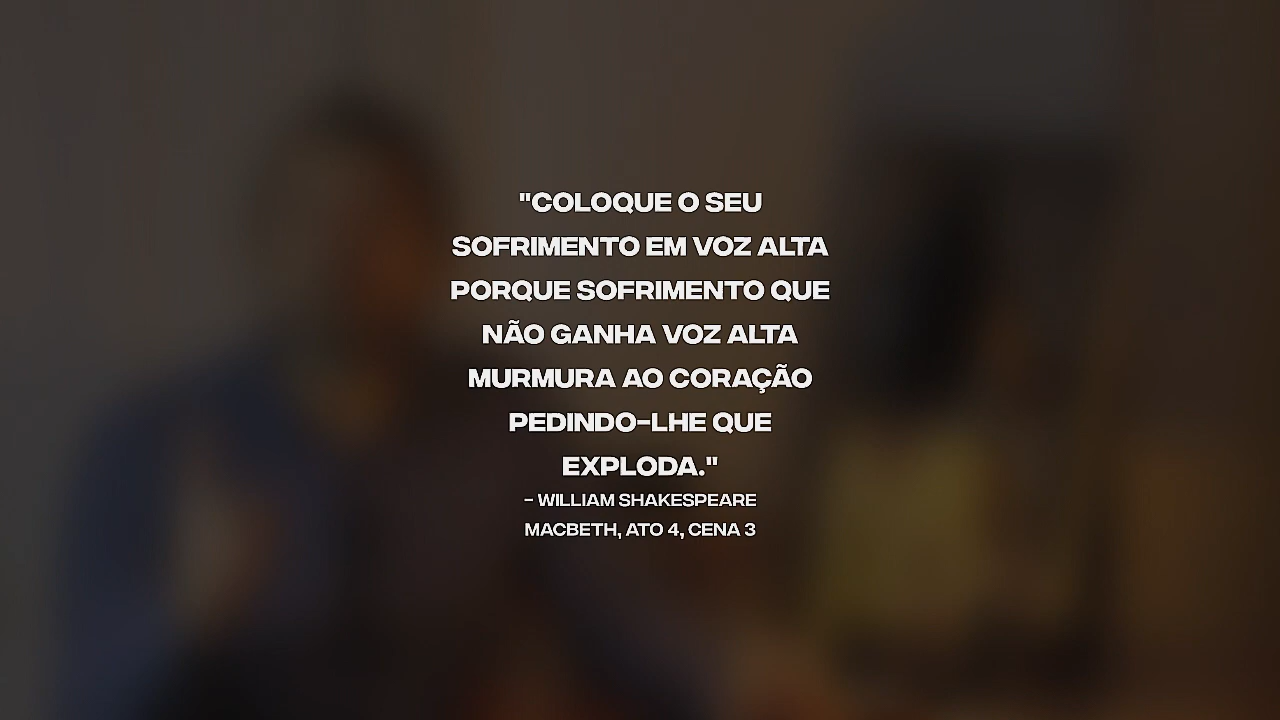 "COLOQUE O SEU
SOFRIMENTO EM VOZ ALTA
PORQUE SOFRIMENTO QUE
NÃO GANHA VOZ ALTA
MURMURA AO CORAÇÃO
PEDINDO-LHE QUE
EXPLODA."
- WILLIAM SHAKESPEARE
MACBETH, ATO 4, CENA 3